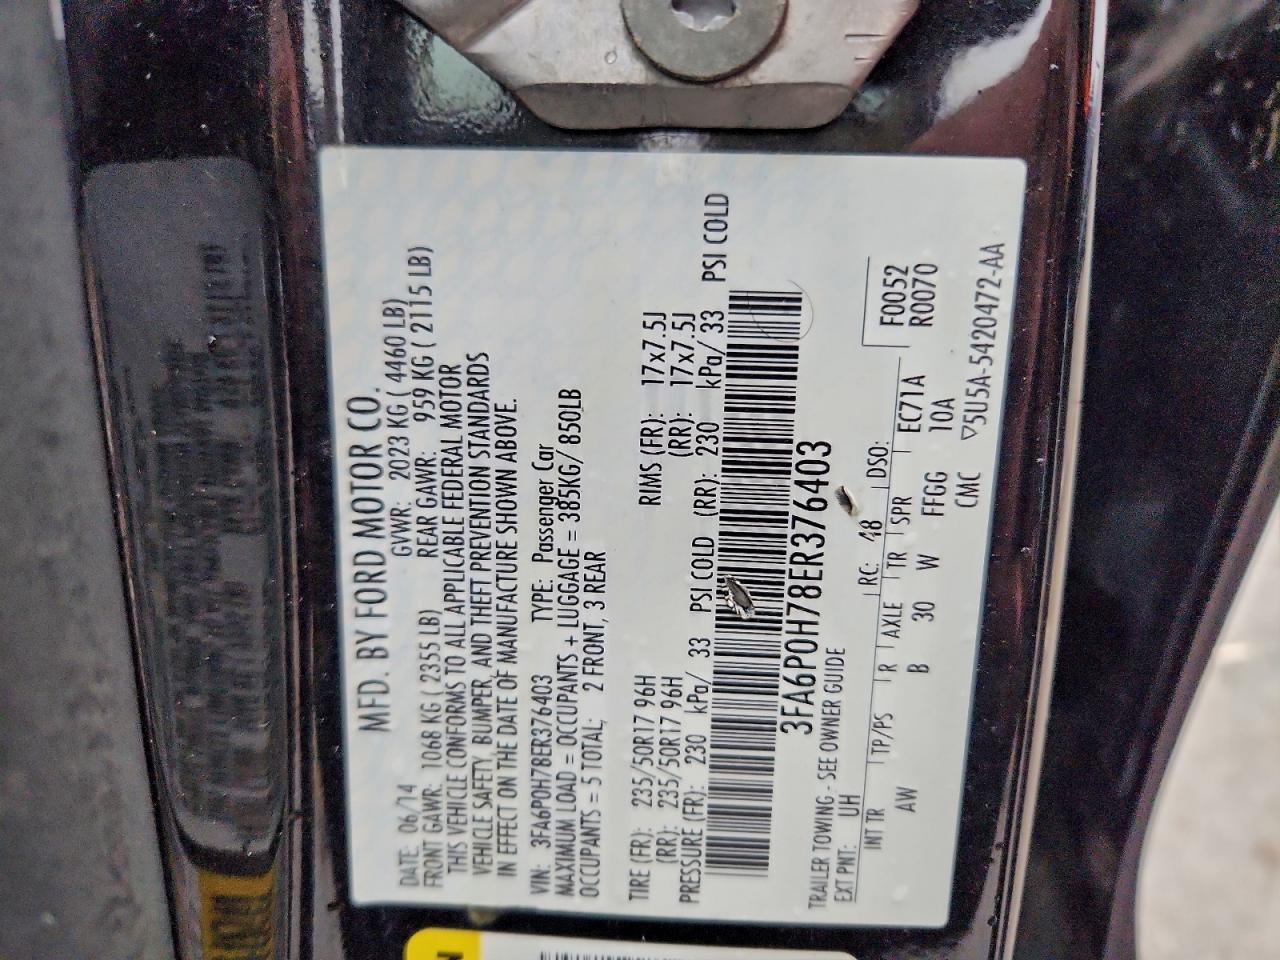 MFD. BY FORD MOTOR CO.
DATE: 06/14 GVWR: 2023 KG ( 4460 LB)
FRONT GAWR: 1068 KG ( 2355 LB) REAR GAWR: 959 KG ( 2115 LB)
THIS VEHICLE CONFORMS TO ALL APPLICABLE FEDERAL MOTOR
VEHICLE SAFETY, BUMPER, AND THEFT PREVENTION STANDARDS
IN EFFECT ON THE DATE OF MANUFACTURE SHOWN ABOVE.
VIN: 3FA6P0H78ER376403 TYPE: Passenger Car
MAXIMUM LOAD = OCCUPANTS + LUGGAGE = 385KG/ 850LB
OCCUPANTS = 5 TOTAL, 2 FRONT, 3 REAR
TIRE (FR): 235/50R17 96H RIMS (FR): 17x7.5J
(RR): 235/50R17 96H (RR): 17x7.5J
PRESSURE (FR): 230 kPa/ 33 PSI COLD (RR): 230 kPa/ 33 PSI COLD
3FA6P0H78ER376403
TRAILER TOWING - SEE OWNER GUIDE
EXT PNT: UH RC: 48 DSO: F0052
INT TR TP/PS R AXLE TR SPR EC71A R0070
AW B 30 W FFGG 10A
CMC ▽5U5A-5420472-AA